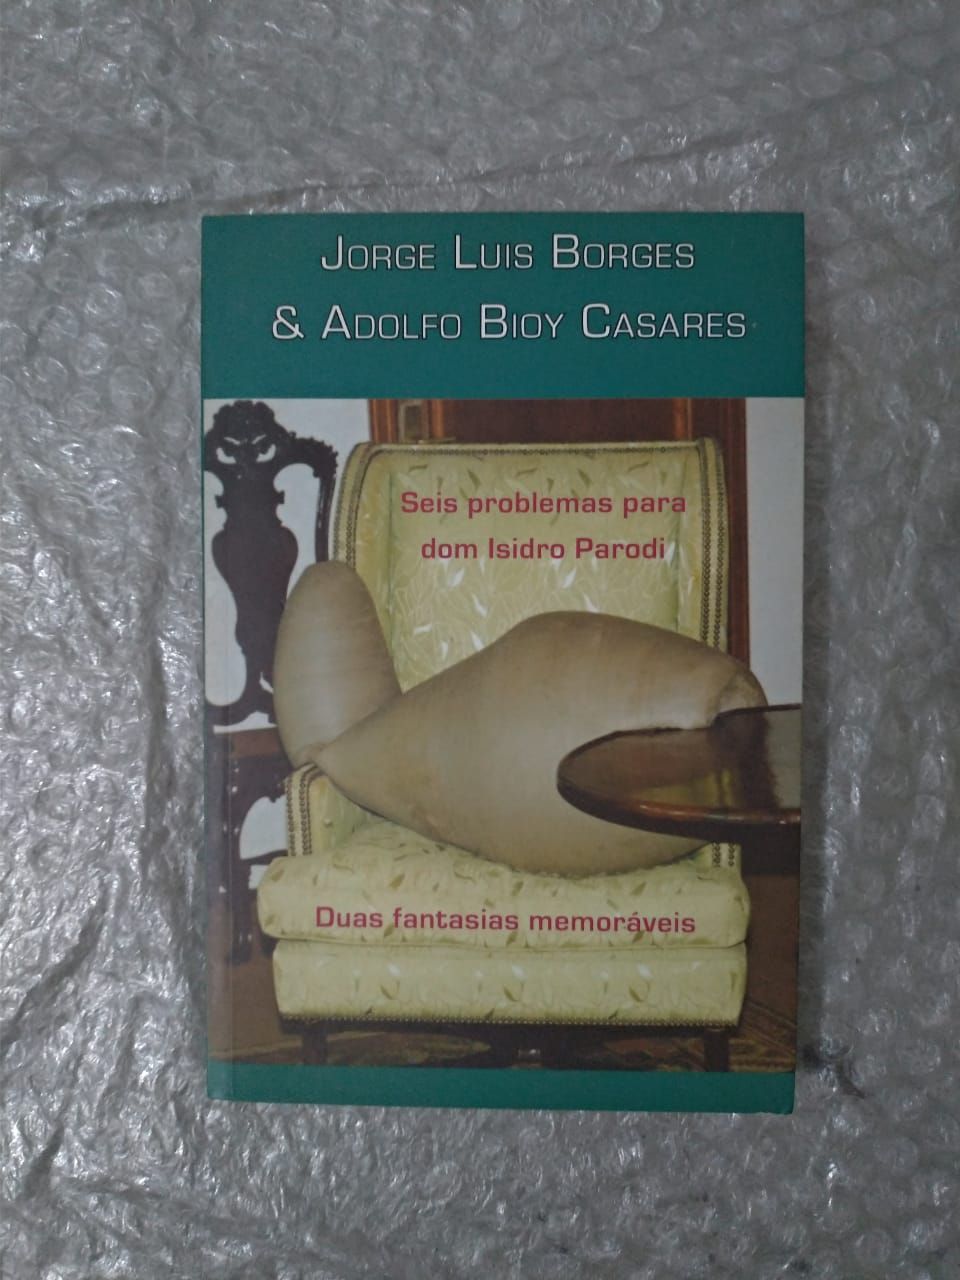 Jorge Luis Borges
& Adolfo Bioy Casares
Seis problemas para
dom Isidro Parodi
Duas fantasias memoráveis